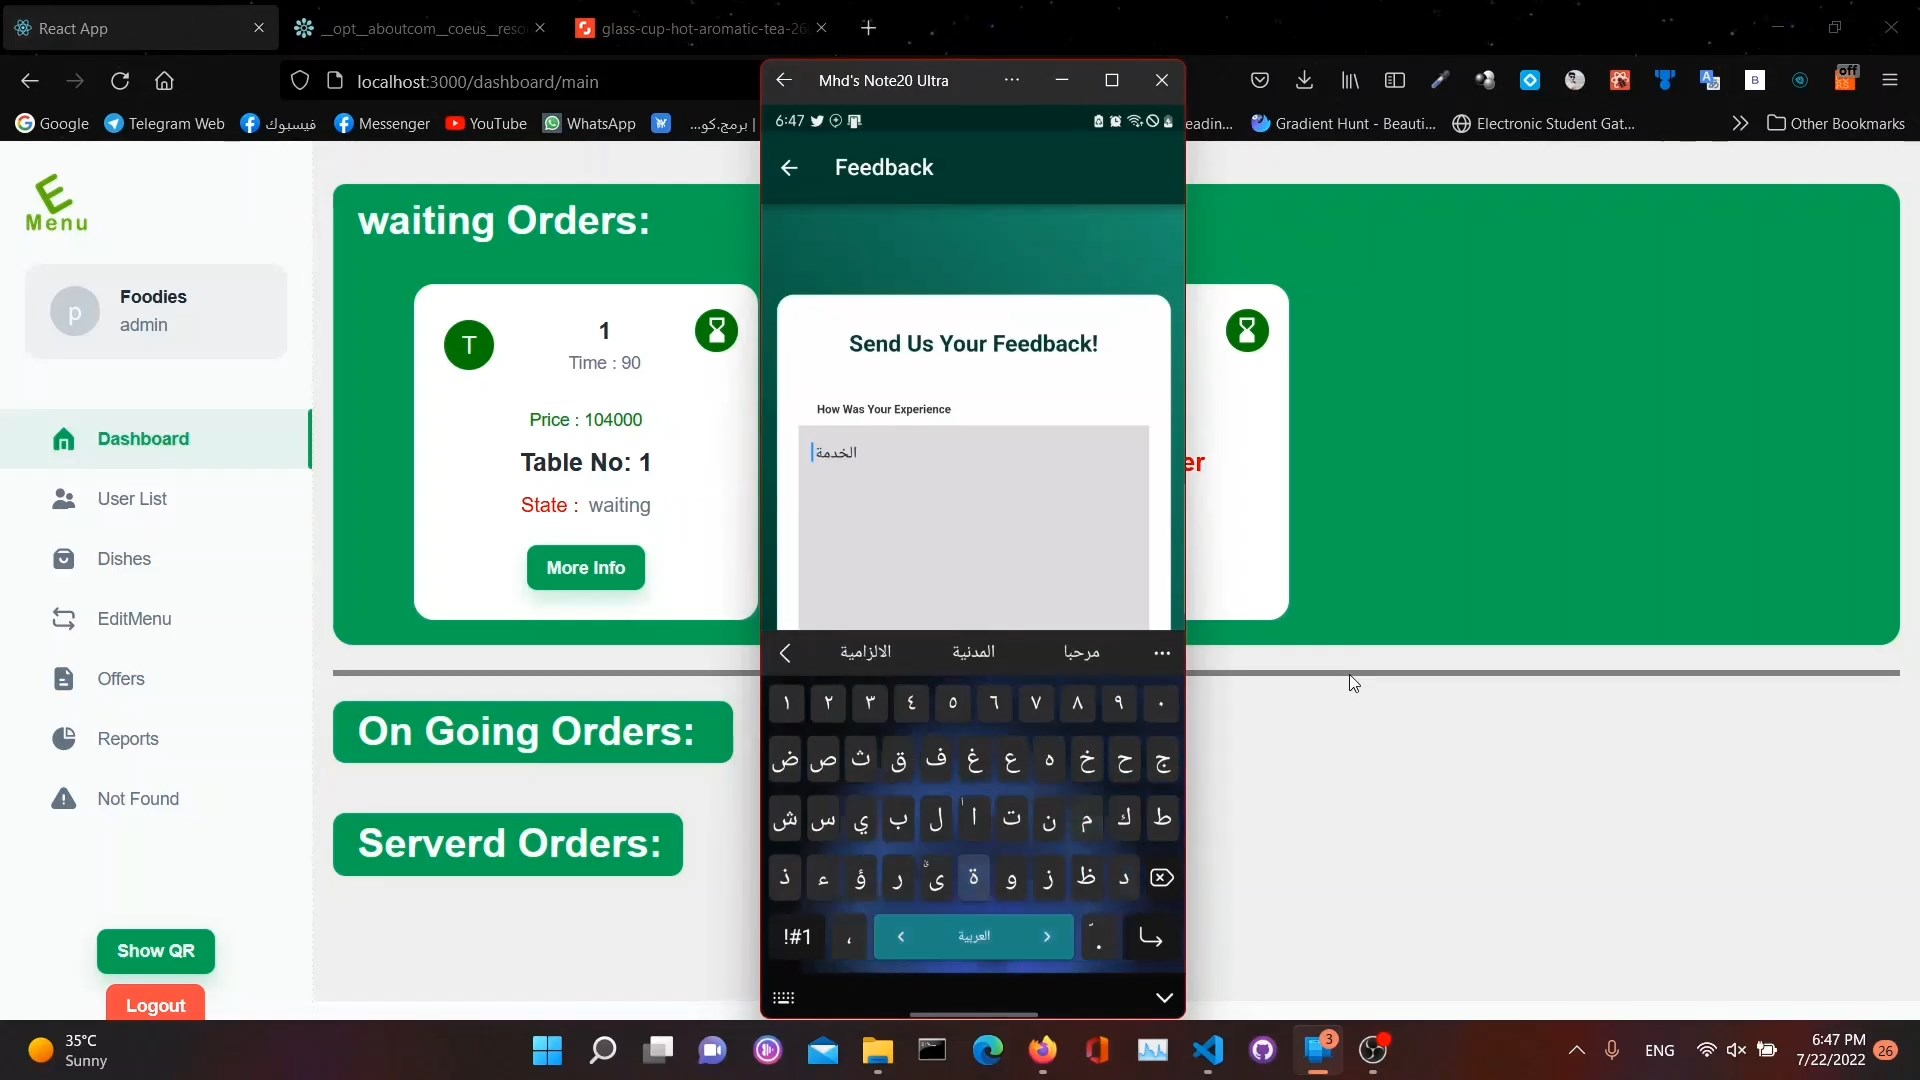 React App
__opt__aboutcom__coeus__reso
glass-cup-hot-aromatic-tea-26
localhost:3000/dashboard/main
Google
Telegram Web
فيسبوك
Messenger
YouTube
WhatsApp
برمج.كو...
eadin...
Gradient Hunt - Beauti...
Electronic Student Gat...
Other Bookmarks
off
E
Menu
p
Foodies
admin
Dashboard
User List
Dishes
EditMenu
Offers
Reports
Not Found
Show QR
Logout
waiting Orders:
T
1
Time : 90
Price : 104000
Table No: 1
State : waiting
More Info
er
On Going Orders:
Serverd Orders:
Mhd's Note20 Ultra
6:47
Feedback
Send Us Your Feedback!
How Was Your Experience
الخدمة
مرحبا المدنية الالزامية
١ ٢ ٣ ٤ ٥ ٦ ٧ ٨ ٩ ٠
ض ص ث ق ف غ ع ه خ ح ج
ش س ي ب ل ا ت ن م ك ط
ذ ء ؤ ر ى ة و ز ظ د
!#1 ، العربية .
35°C
Sunny
3
ENG
6:47 PM
7/22/2022
26